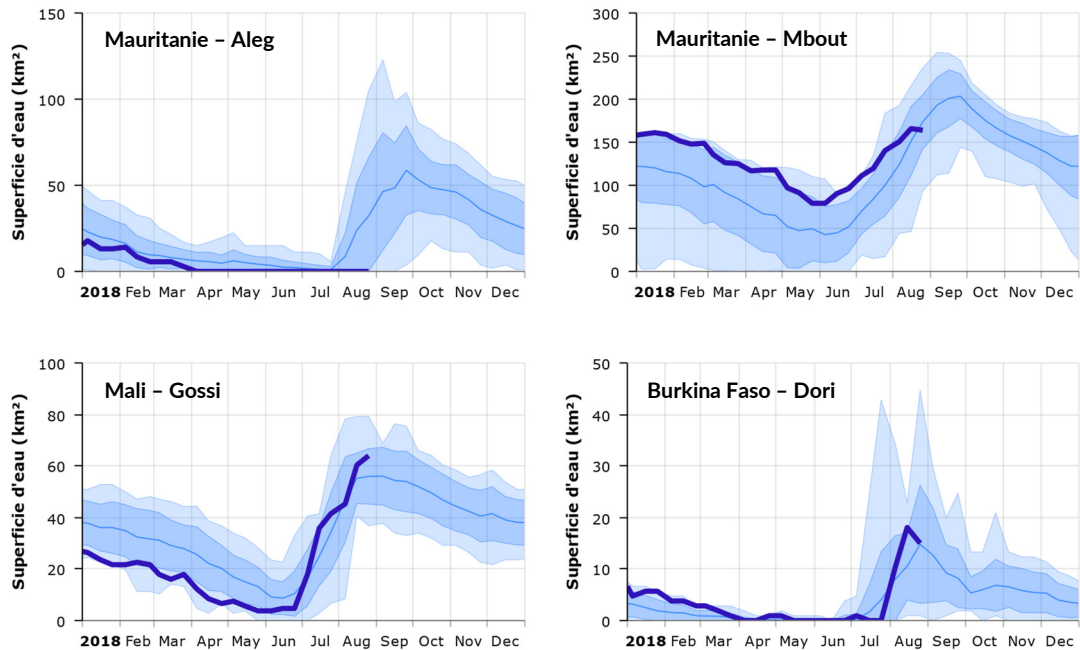 Mauritanie – Aleg
Superficie d'eau (km²)
150
100
50
0
2018 Feb Mar Apr May Jun Jul Aug Sep Oct Nov Dec
Mauritanie – Mbout
Superficie d'eau (km²)
300
250
200
150
100
50
0
2018 Feb Mar Apr May Jun Jul Aug Sep Oct Nov Dec
Mali – Gossi
Superficie d'eau (km²)
100
80
60
40
20
0
2018 Feb Mar Apr May Jun Jul Aug Sep Oct Nov Dec
Burkina Faso – Dori
Superficie d'eau (km²)
50
40
30
20
10
0
2018 Feb Mar Apr May Jun Jul Aug Sep Oct Nov Dec